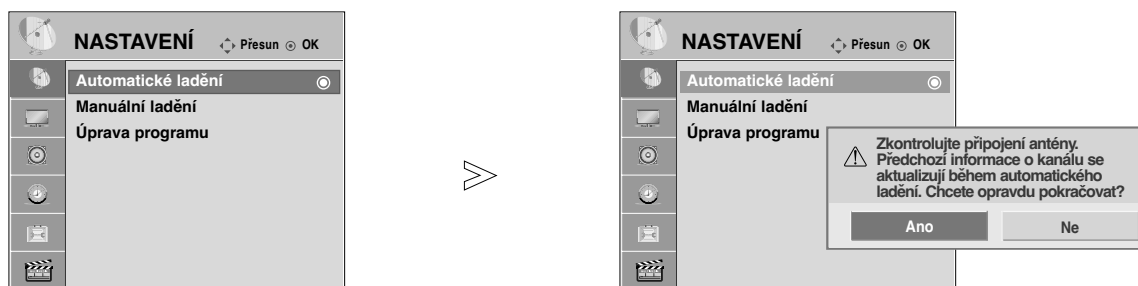 NASTAVENÍ Přesun OK
Automatické ladění
Manuální ladění
Úprava programu
NASTAVENÍ Přesun OK
Automatické ladění
Manuální ladění
Úprava programu
Zkontrolujte připojení antény.
Předchozí informace o kanálu se
aktualizují během automatického
ladění. Chcete opravdu pokračovat?
Ano Ne